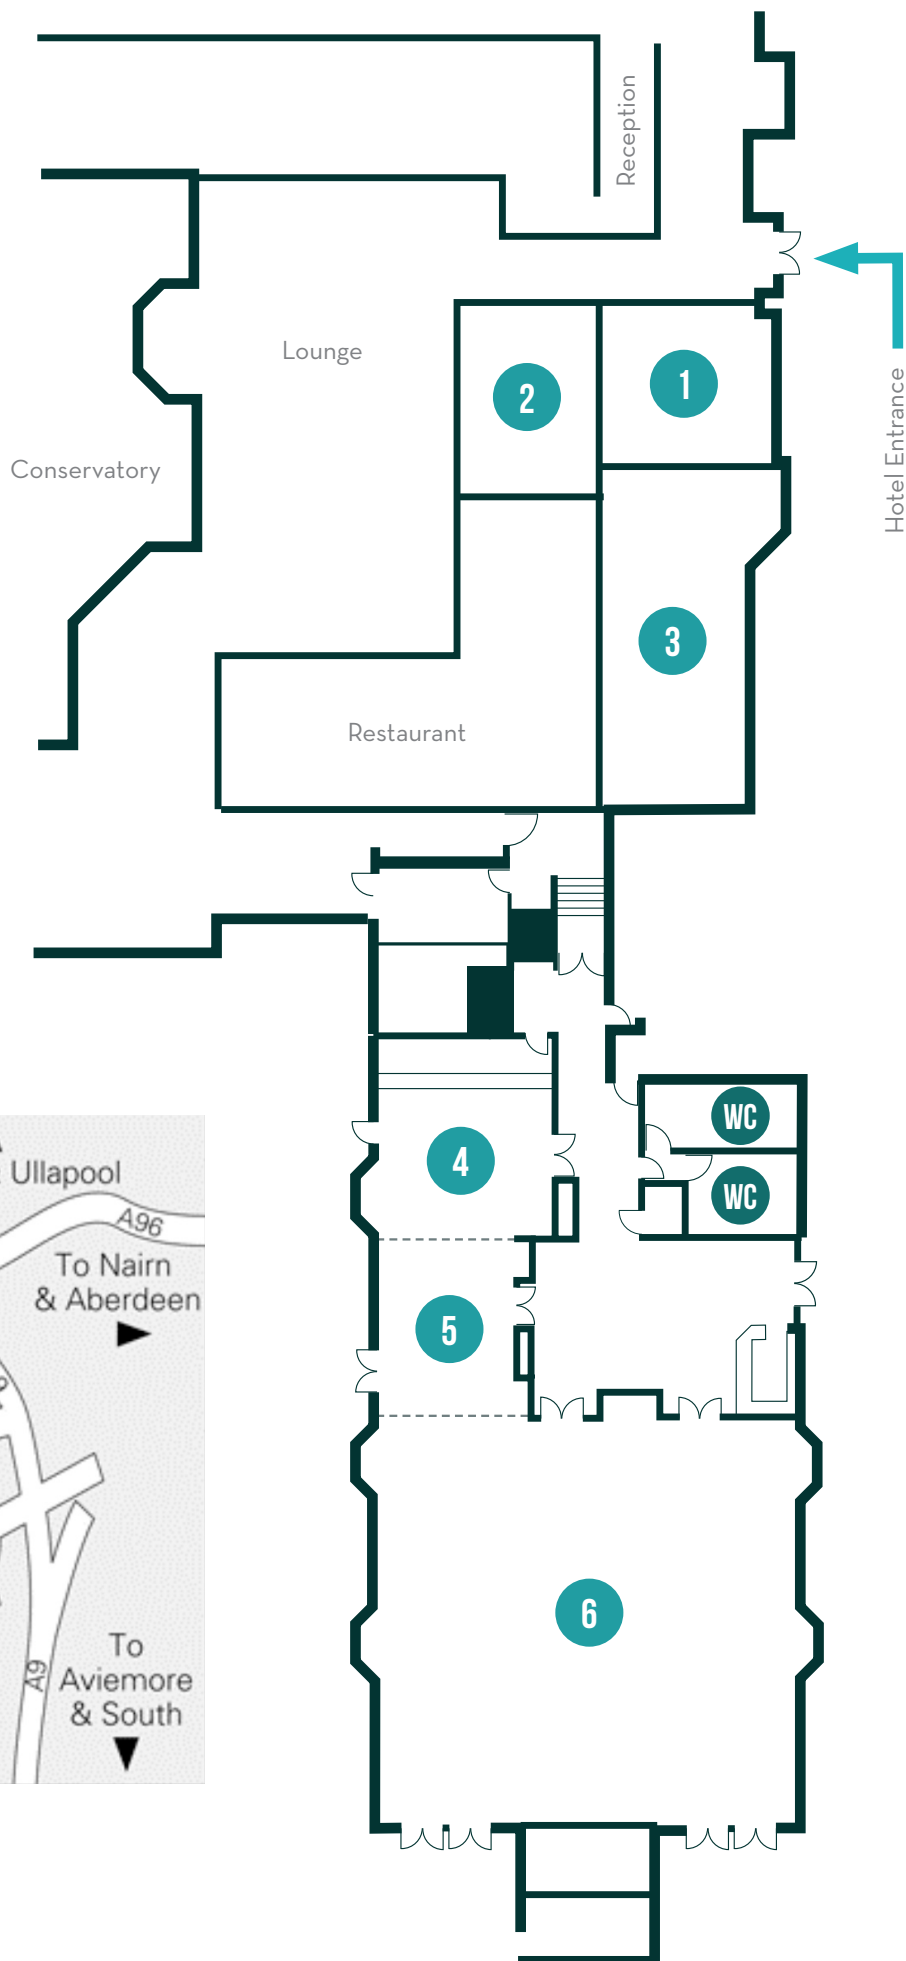 Reception
Hotel Entrance
Lounge
2
1
Conservatory
3
Restaurant
WC
4
WC
5
6
Ullapool
A96
To Nairn
& Aberdeen
A9
To
Aviemore
& South